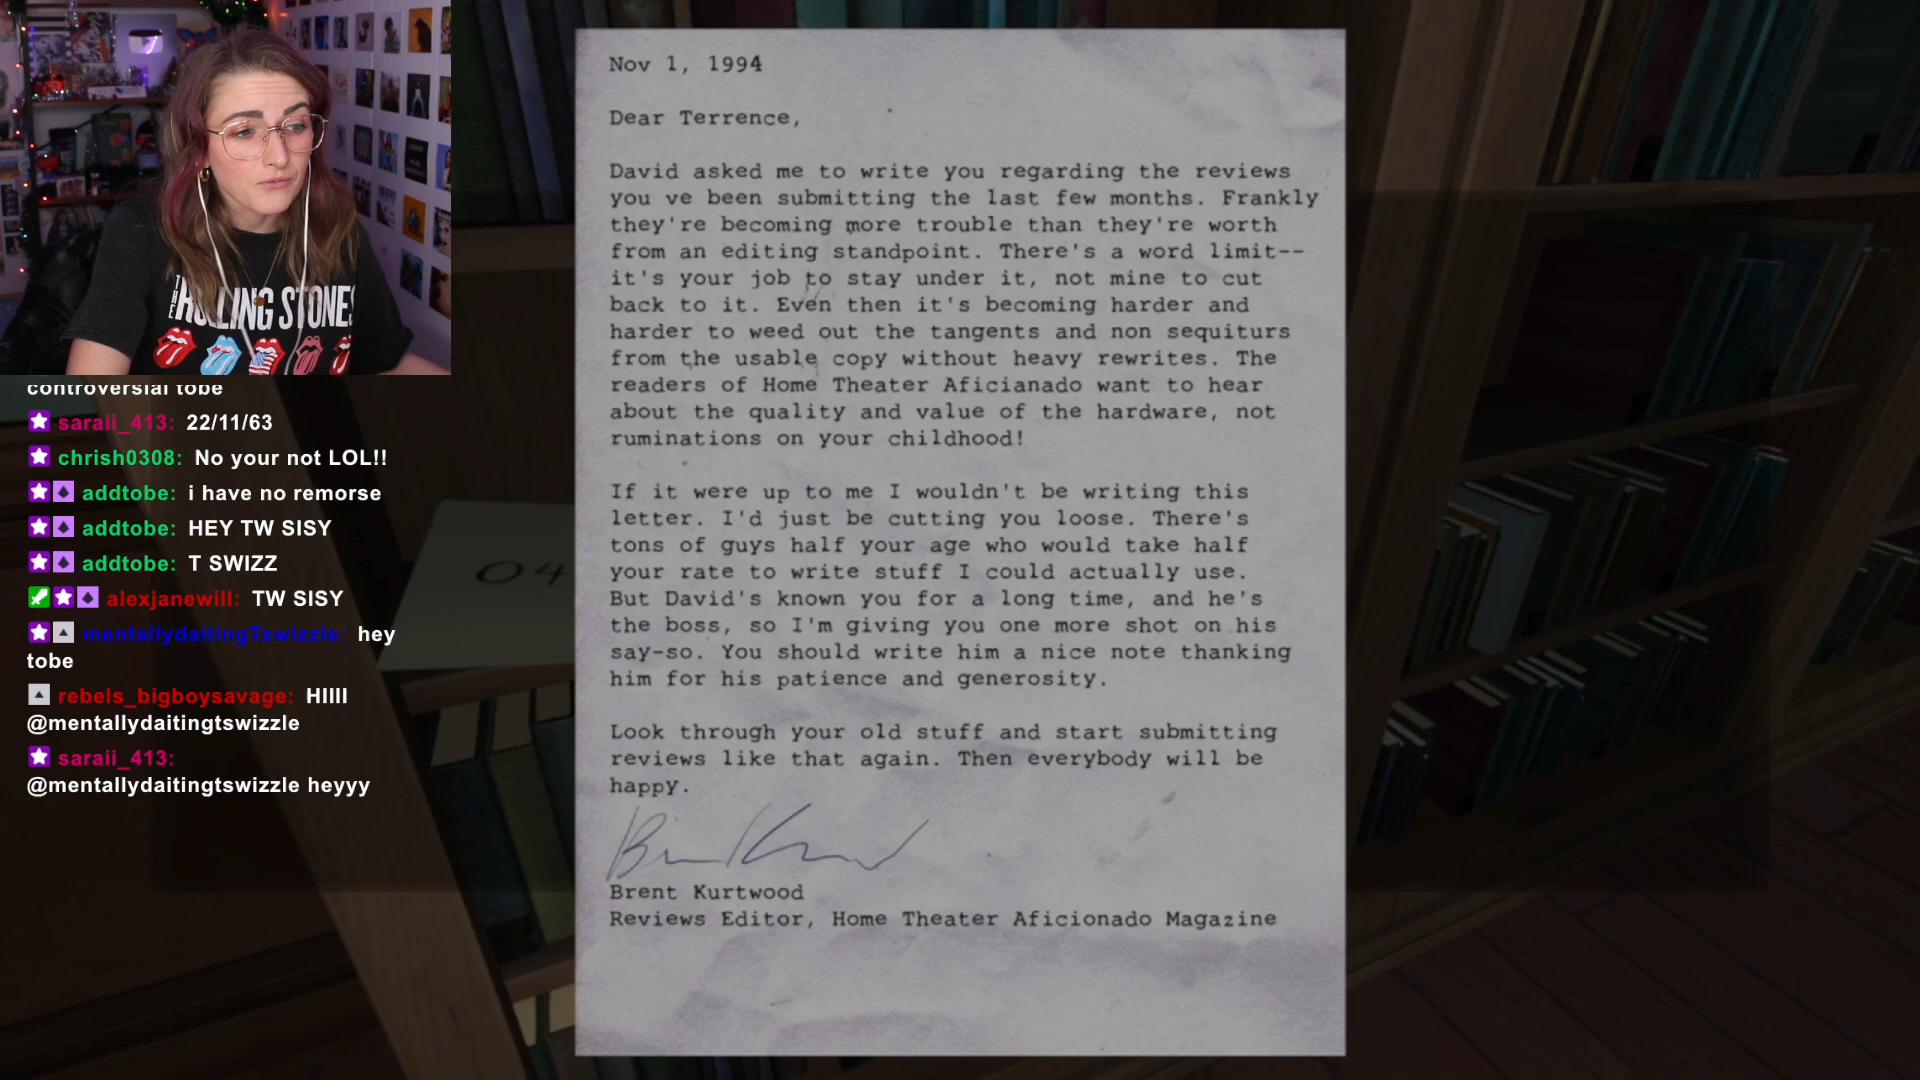 THE
ROLLING STONES
controversial tobe
saraii_413: 22/11/63
chrish0308: No your not LOL!!
addtobe: i have no remorse
addtobe: HEY TW SISY
addtobe: T SWIZZ
alexjanewill: TW SISY
mentallydaitingTswizzle: hey
tobe
rebels_bigboysavage: HIIII
@mentallydaitingtswizzle
saraii_413:
@mentallydaitingtswizzle heyyy
04
Nov 1, 1994
Dear Terrence,
David asked me to write you regarding the reviews
you ve been submitting the last few months. Frankly
they're becoming more trouble than they're worth
from an editing standpoint. There's a word limit--
it's your job to stay under it, not mine to cut
back to it. Even then it's becoming harder and
harder to weed out the tangents and non sequiturs
from the usable copy without heavy rewrites. The
readers of Home Theater Aficianado want to hear
about the quality and value of the hardware, not
ruminations on your childhood!
If it were up to me I wouldn't be writing this
letter. I'd just be cutting you loose. There's
tons of guys half your age who would take half
your rate to write stuff I could actually use.
But David's known you for a long time, and he's
the boss, so I'm giving you one more shot on his
say-so. You should write him a nice note thanking
him for his patience and generosity.
Look through your old stuff and start submitting
reviews like that again. Then everybody will be
happy.
Brent Kurtwood
Reviews Editor, Home Theater Aficionado Magazine